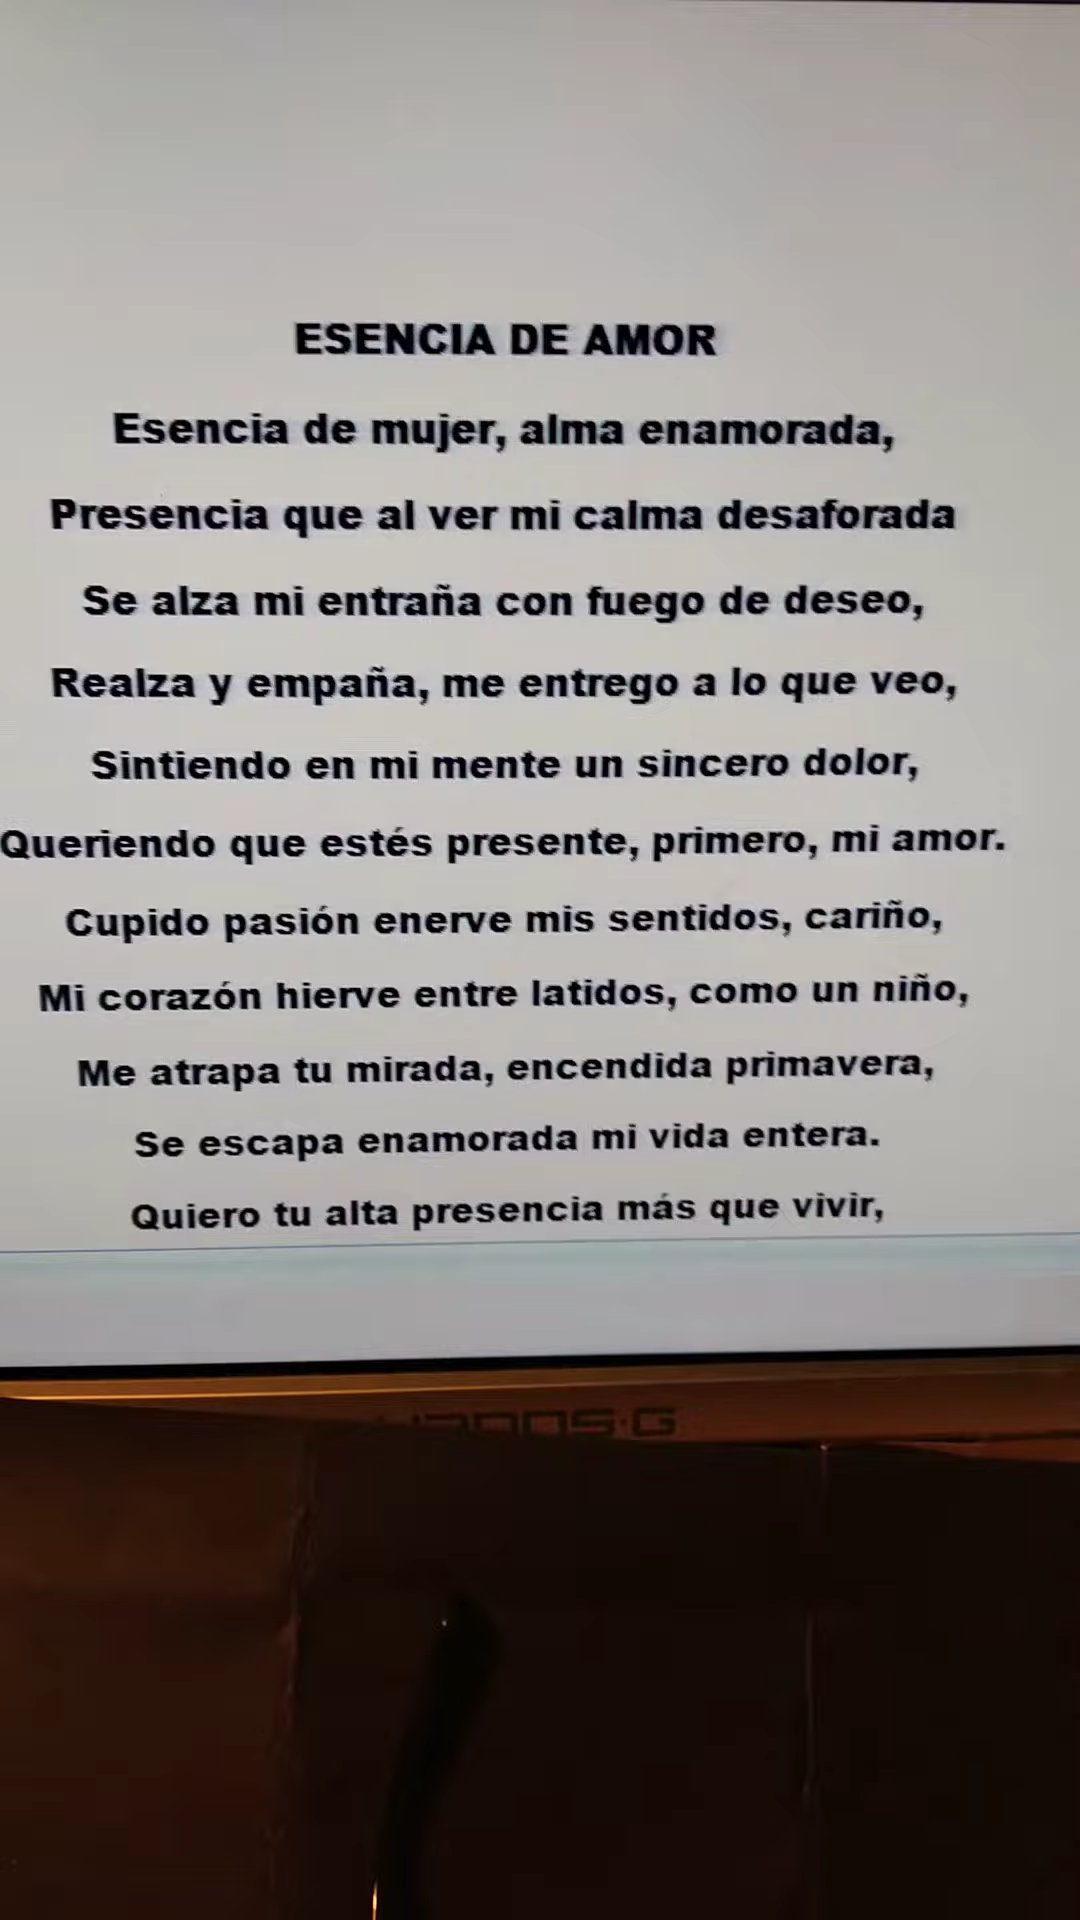 ESENCIA DE AMOR
Esencia de mujer, alma enamorada,
Presencia que al ver mi calma desaforada
Se alza mi entraña con fuego de deseo,
Realza y empaña, me entrego a lo que veo,
Sintiendo en mi mente un sincero dolor,
Queriendo que estés presente, primero, mi amor.
Cupido pasión enerve mis sentidos, cariño,
Mi corazón hierve entre latidos, como un niño,
Me atrapa tu mirada, encendida primavera,
Se escapa enamorada mi vida entera.
Quiero tu alta presencia más que vivir,